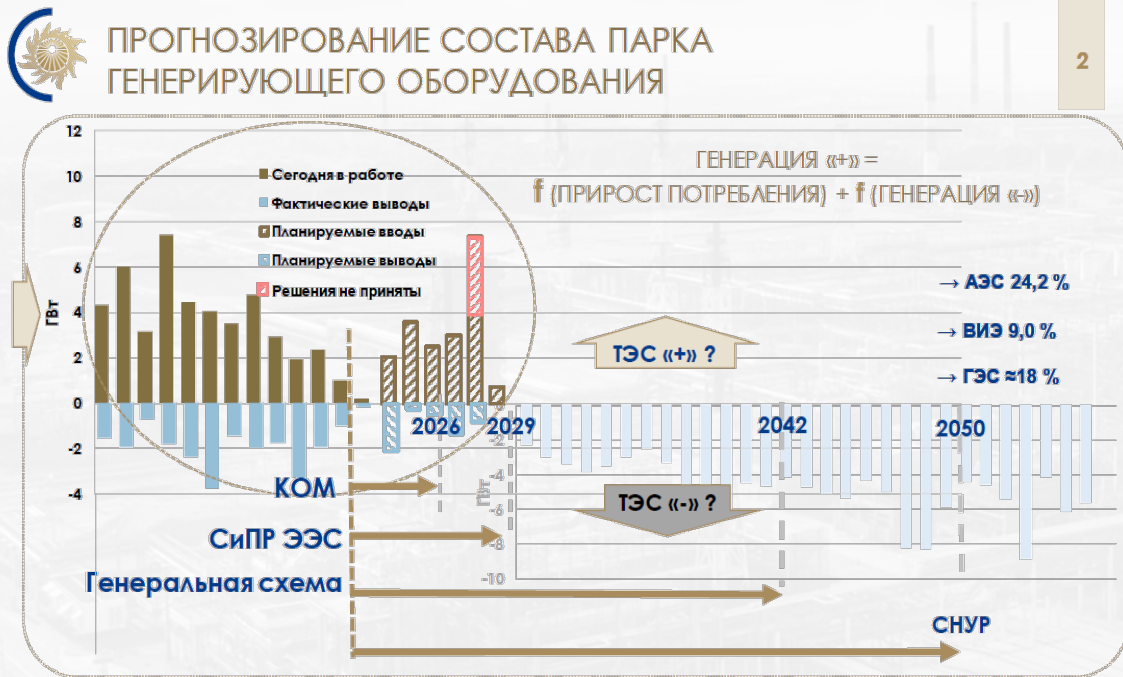 ПРОГНОЗИРОВАНИЕ СОСТАВА ПАРКА
ГЕНЕРИРУЮЩЕГО ОБОРУДОВАНИЯ
2
12
10
8
6
4
2
0
-2
-4
ГВт
Сегодня в работе
Фактические выводы
Планируемые вводы
Планируемые выводы
Решения не приняты
ГЕНЕРАЦИЯ «+» =
f (ПРИРОСТ ПОТРЕБЛЕНИЯ) + f (ГЕНЕРАЦИЯ «-»)
→ АЭС 24,2 %
→ ВИЭ 9,0 %
→ ГЭС ≈18 %
ТЭС «+» ?
2026
2029
2042
2050
-2
-4
-6
-8
-10
ГВт
ТЭС «-» ?
КОМ
СиПР ЭЭС
Генеральная схема
СНУР